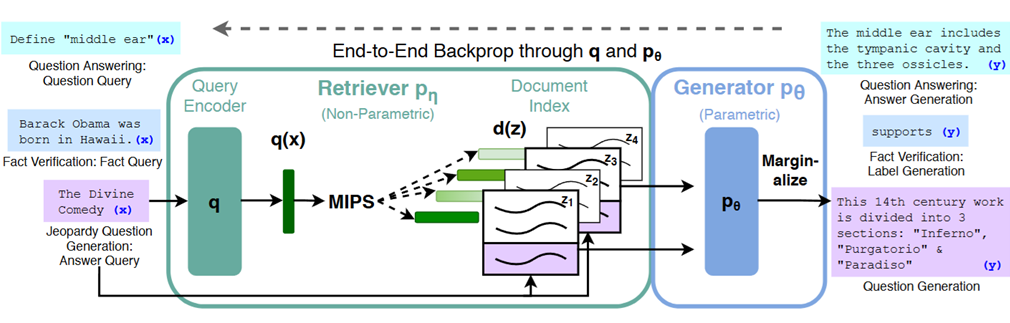 End-to-End Backprop through q and pθ
Define "middle ear"(x)
Question Answering:
Question Query
Barack Obama was
born in Hawaii.(x)
Fact Verification: Fact Query
The Divine
Comedy (x)
Jeopardy Question
Generation:
Answer Query
Query
Encoder
q
Retriever pη
(Non-Parametric)
q(x)
MIPS
Document
Index
d(z)
z4
z3
z2
z1
Generator pθ
(Parametric)
pθ
Margin-
alize
The middle ear includes
the tympanic cavity and
the three ossicles. (y)
Question Answering:
Answer Generation
supports (y)
Fact Verification:
Label Generation
This 14th century work
is divided into 3
sections: "Inferno",
"Purgatorio" &
"Paradiso" (y)
Question Generation